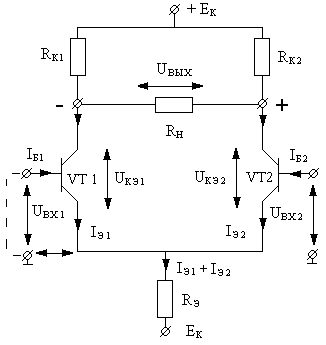 + Eк
Rк1
Rк2
Uвых
- +
Rн
Iб1
Iб2
VT 1
Uкэ1
Uкэ2
VT2
Uвх1
Uвх2
Iэ1
Iэ2
Iэ1 + Iэ2
Rэ
Eк